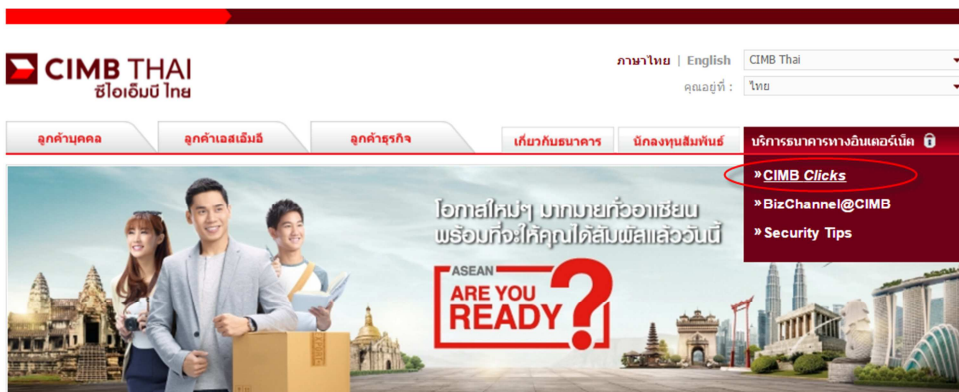 CIMB THAI
ซีไอเอ็มบี ไทย
ภาษาไทย | English
CIMB Thai
คุณอยู่ที่ :
ไทย
ลูกค้าบุคคล
ลูกค้าเอสเอ็มอี
ลูกค้าธุรกิจ
เกี่ยวกับธนาคาร
นักลงทุนสัมพันธ์
บริการธนาคารทางอินเตอร์เน็ต
»CIMB Clicks
»BizChannel@CIMB
»Security Tips
โอกาสใหม่ๆ มากมายทั่วอาเซียน
พร้อมที่จะให้คุณได้สัมผัสแล้ววันนี้
ASEAN
ARE YOU
READY?